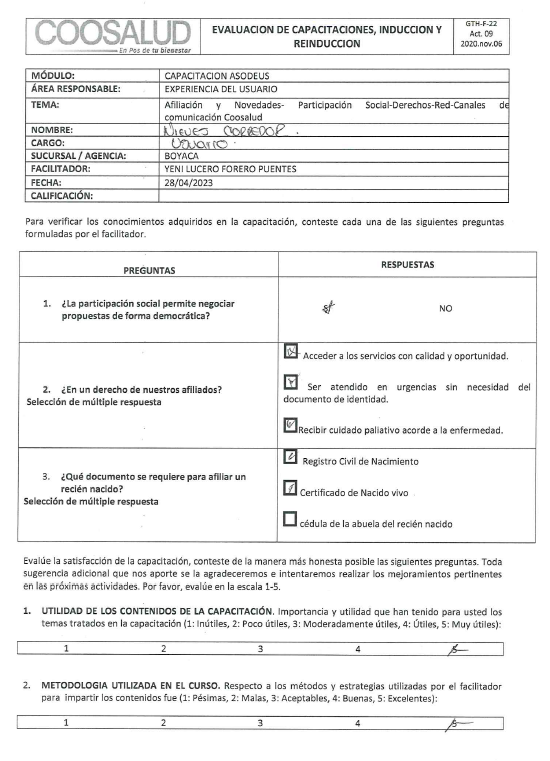 COOSALUD
En Pos de tu bienestar
EVALUACION DE CAPACITACIONES, INDUCCION Y
REINDUCCION
GTH-F-22
Act. 09
2020.nov.06
MÓDULO: CAPACITACION ASODEUS
ÁREA RESPONSABLE: EXPERIENCIA DEL USUARIO
TEMA: Afiliación y Novedades- Participación Social-Derechos-Red-Canales de
comunicación Coosalud
NOMBRE: Nieves Corredor.
CARGO: Usuario.
SUCURSAL / AGENCIA: BOYACA
FACILITADOR: YENI LUCERO FORERO PUENTES
FECHA: 28/04/2023
CALIFICACIÓN:
Para verificar los conocimientos adquiridos en la capacitación, conteste cada una de las siguientes preguntas
formuladas por el facilitador.
PREGUNTAS RESPUESTAS
1. ¿La participación social permite negociar
propuestas de forma democrática?
NO
2. ¿En un derecho de nuestros afiliados?
Selección de múltiple respuesta
Acceder a los servicios con calidad y oportunidad.
Ser atendido en urgencias sin necesidad del
documento de identidad.
Recibir cuidado paliativo acorde a la enfermedad.
3. ¿Qué documento se requiere para afiliar un
recién nacido?
Selección de múltiple respuesta
Registro Civil de Nacimiento
Certificado de Nacido vivo
cédula de la abuela del recién nacido
Evalúe la satisfacción de la capacitación, conteste de la manera más honesta posible las siguientes preguntas. Toda
sugerencia adicional que nos aporte se la agradeceremos e intentaremos realizar los mejoramientos pertinentes
en las próximas actividades. Por favor, evalúe en la escala 1-5.
1. UTILIDAD DE LOS CONTENIDOS DE LA CAPACITACIÓN. Importancia y utilidad que han tenido para usted los
temas tratados en la capacitación (1: Inútiles, 2: Poco útiles, 3: Moderadamente útiles, 4: Útiles, 5: Muy útiles):
1 2 3 4 5
2. METODOLOGIA UTILIZADA EN EL CURSO. Respecto a los métodos y estrategias utilizadas por el facilitador
para impartir los contenidos fue (1: Pésimas, 2: Malas, 3: Aceptables, 4: Buenas, 5: Excelentes):
1 2 3 4 5